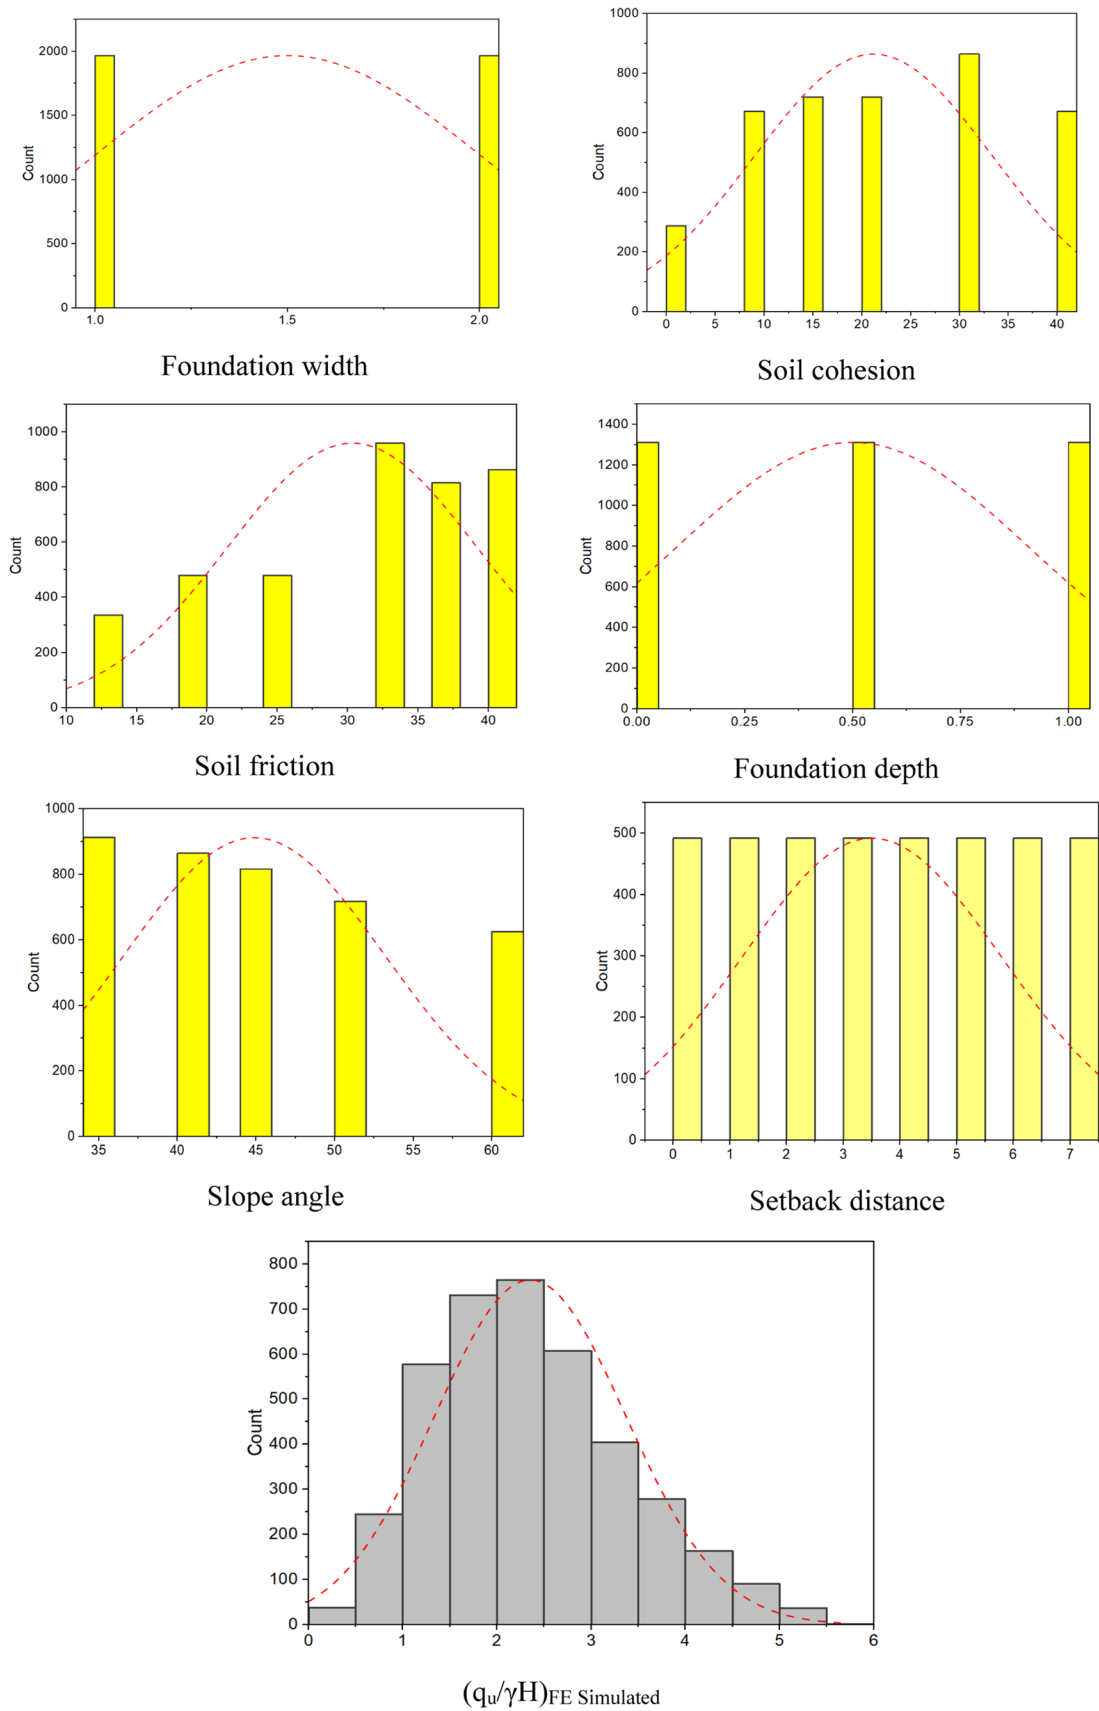 2000
1500
1000
500
0
Count
1.0 1.5 2.0
Foundation width
1000
800
600
400
200
0
Count
0 5 10 15 20 25 30 35 40
Soil cohesion
1000
800
600
400
200
0
Count
10 15 20 25 30 35 40
Soil friction
1400
1200
1000
800
600
400
200
0
Count
0.00 0.25 0.50 0.75 1.00
Foundation depth
1000
800
600
400
200
0
Count
35 40 45 50 55 60
Slope angle
500
400
300
200
100
0
Count
0 1 2 3 4 5 6 7
Setback distance
800
700
600
500
400
300
200
100
0
Count
0 1 2 3 4 5 6
(qu/γH)FE Simulated